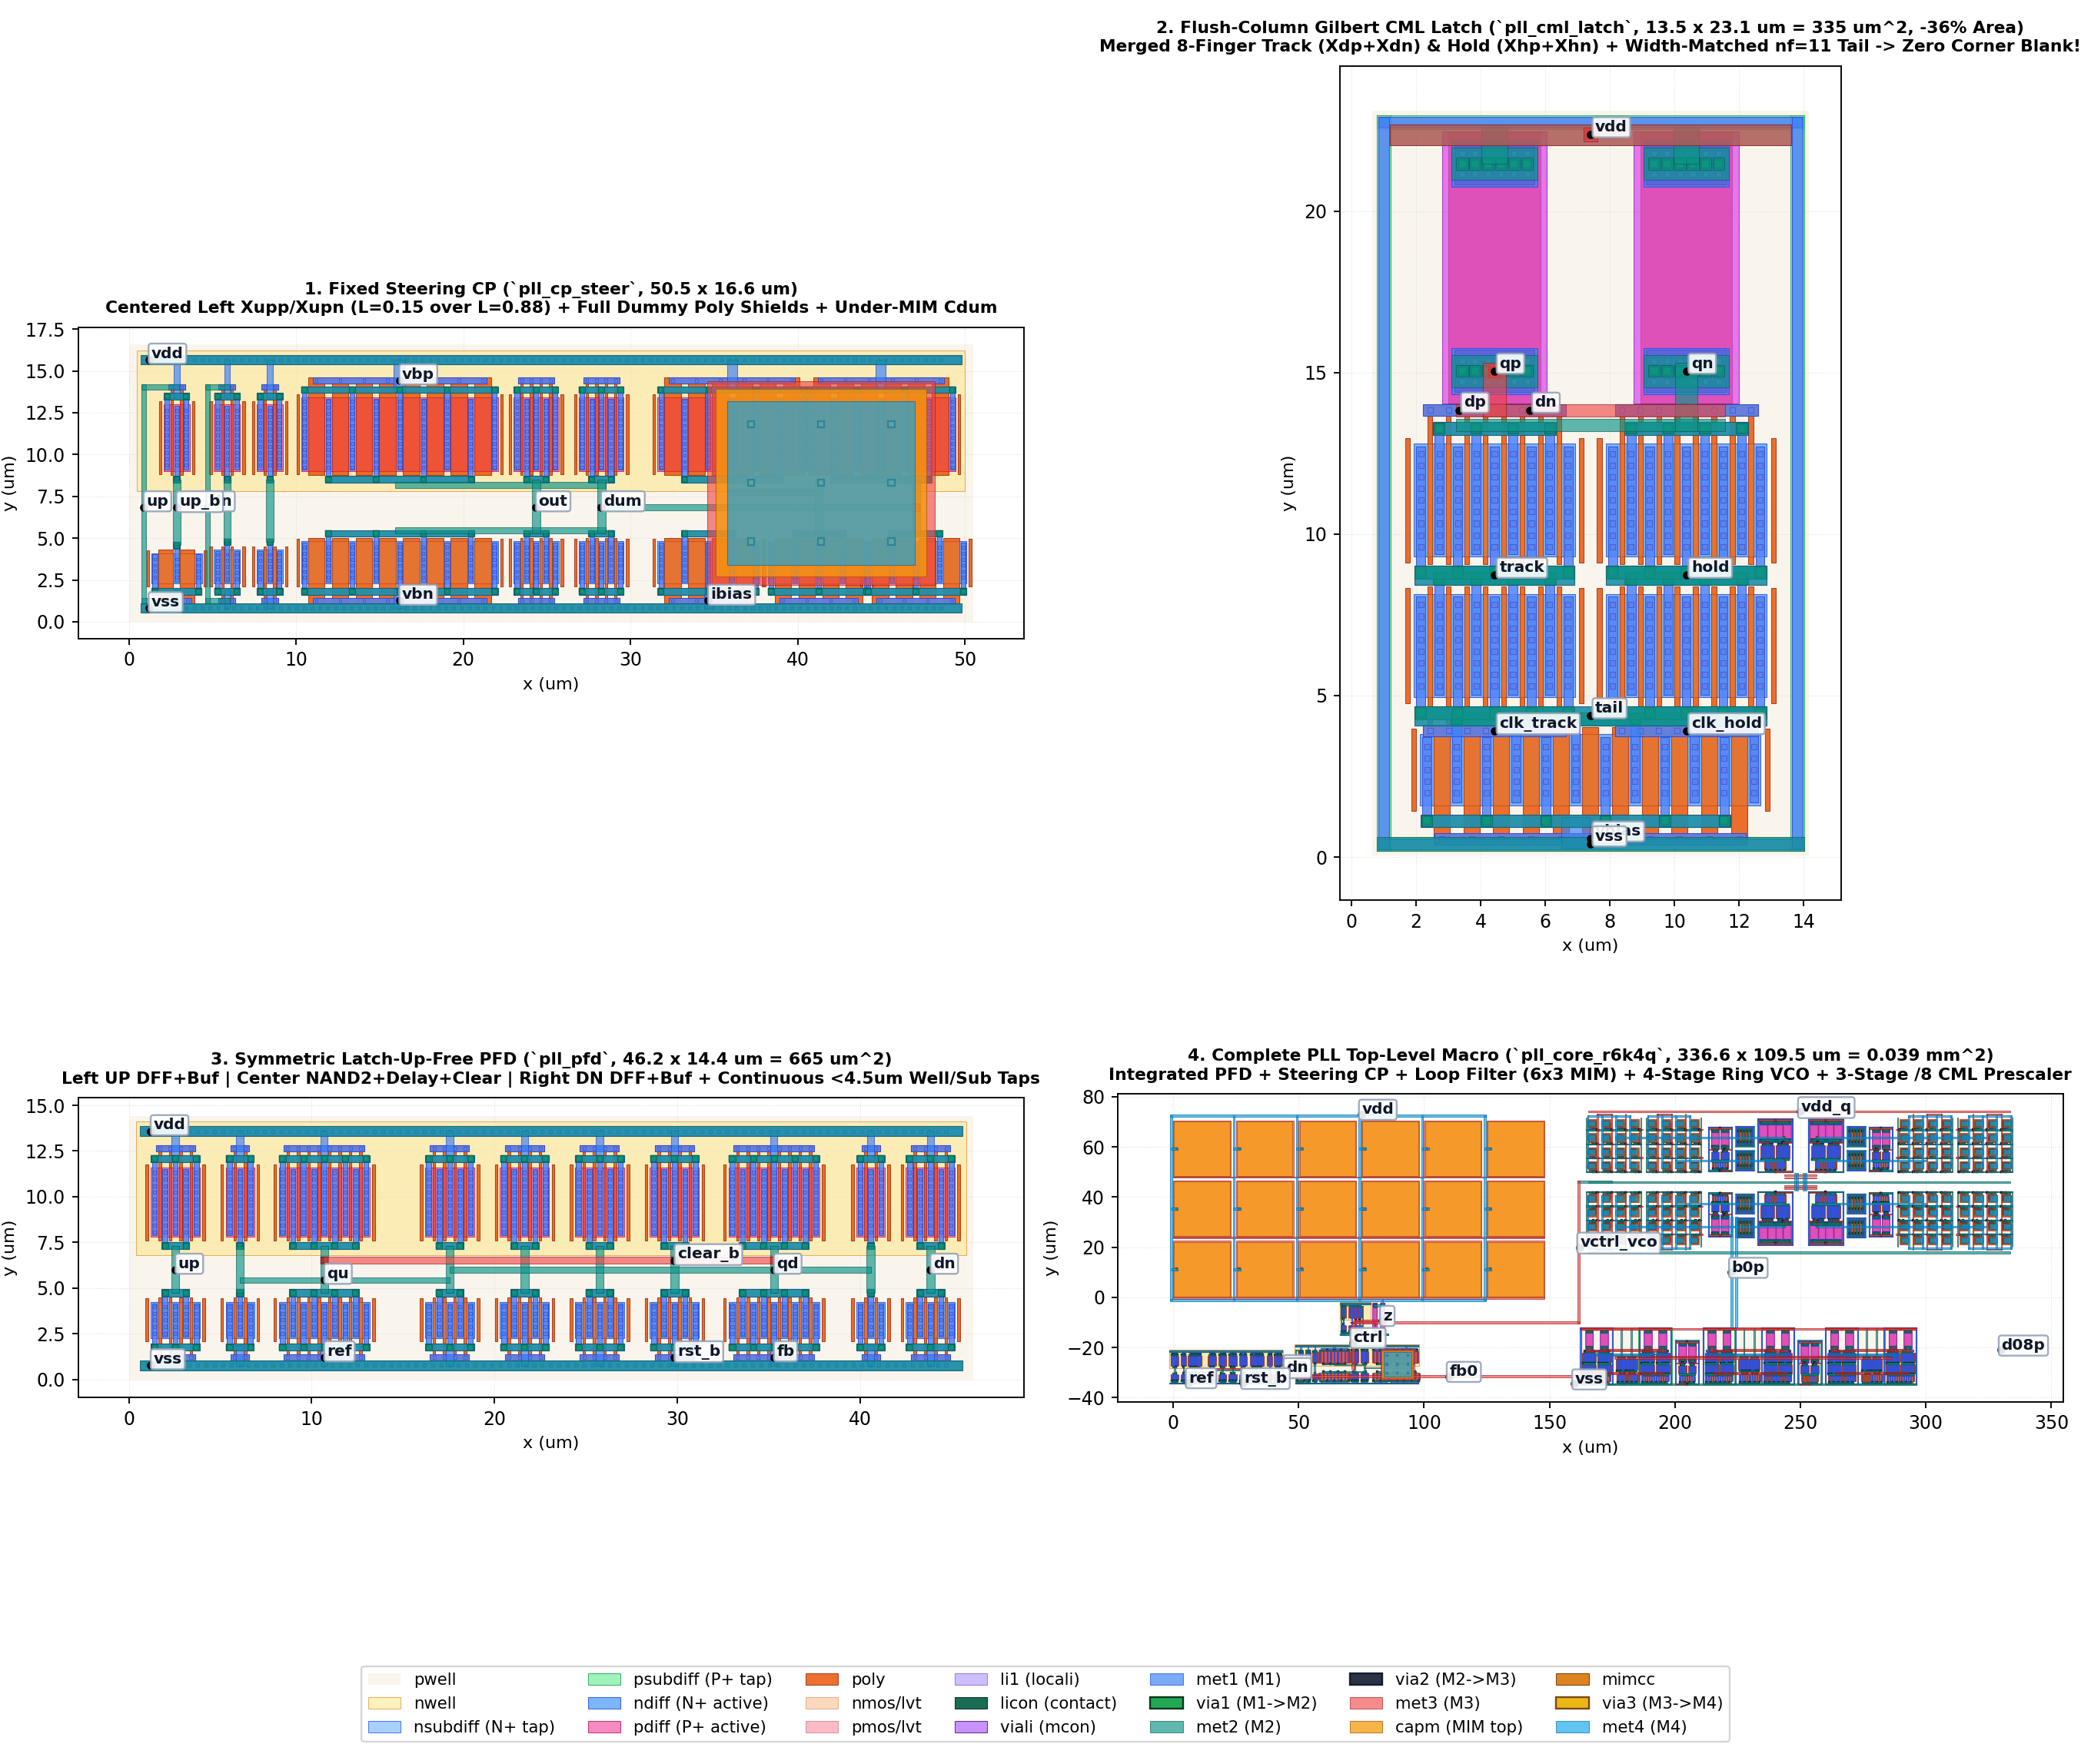 2. Flush-Column Gilbert CML Latch (`pll_cml_latch`, 13.5 x 23.1 um = 335 um^2, -36% Area)
Merged 8-Finger Track (Xdp+Xdn) & Hold (Xhp+Xhn) + Width-Matched nf=11 Tail -> Zero Corner Blank!
vdd
20
qp
qn
15
dp
dn
10
track
hold
5
tail
clk_track
clk_hold
vss
0
y (um)
0 2 4 6 8 10 12 14
x (um)
1. Fixed Steering CP (`pll_cp_steer`, 50.5 x 16.6 um)
Centered Left Xupp/Xupn (L=0.15 over L=0.88) + Full Dummy Poly Shields + Under-MIM Cdum
17.5
15.0
12.5
10.0
7.5
5.0
2.5
0.0
y (um)
vdd
vbp
up
up_b
out
dum
vss
vbn
ibias
0 10 20 30 40 50
x (um)
3. Symmetric Latch-Up-Free PFD (`pll_pfd`, 46.2 x 14.4 um = 665 um^2)
Left UP DFF+Buf | Center NAND2+Delay+Clear | Right DN DFF+Buf + Continuous <4.5um Well/Sub Taps
15.0
12.5
10.0
7.5
5.0
2.5
0.0
y (um)
vdd
clear_b
up
qu
qd
dn
vss
ref
rst_b
fb
0 10 20 30 40
x (um)
4. Complete PLL Top-Level Macro (`pll_core_r6k4q`, 336.6 x 109.5 um = 0.039 mm^2)
Integrated PFD + Steering CP + Loop Filter (6x3 MIM) + 4-Stage Ring VCO + 3-Stage /8 CML Prescaler
80
60
40
20
0
−20
−40
y (um)
vdd
vdd_q
vctrl_vco
b0p
z
ctrl
d08p
dn
fb0
ref
rst_b
vss
0 50 100 150 200 250 300 350
x (um)
pwell
nwell
nsubdiff (N+ tap)
psubdiff (P+ tap)
ndiff (N+ active)
pdiff (P+ active)
poly
nmos/lvt
pmos/lvt
li1 (locali)
licon (contact)
viali (mcon)
met1 (M1)
via1 (M1->M2)
met2 (M2)
via2 (M2->M3)
met3 (M3)
capm (MIM top)
mimcc
via3 (M3->M4)
met4 (M4)